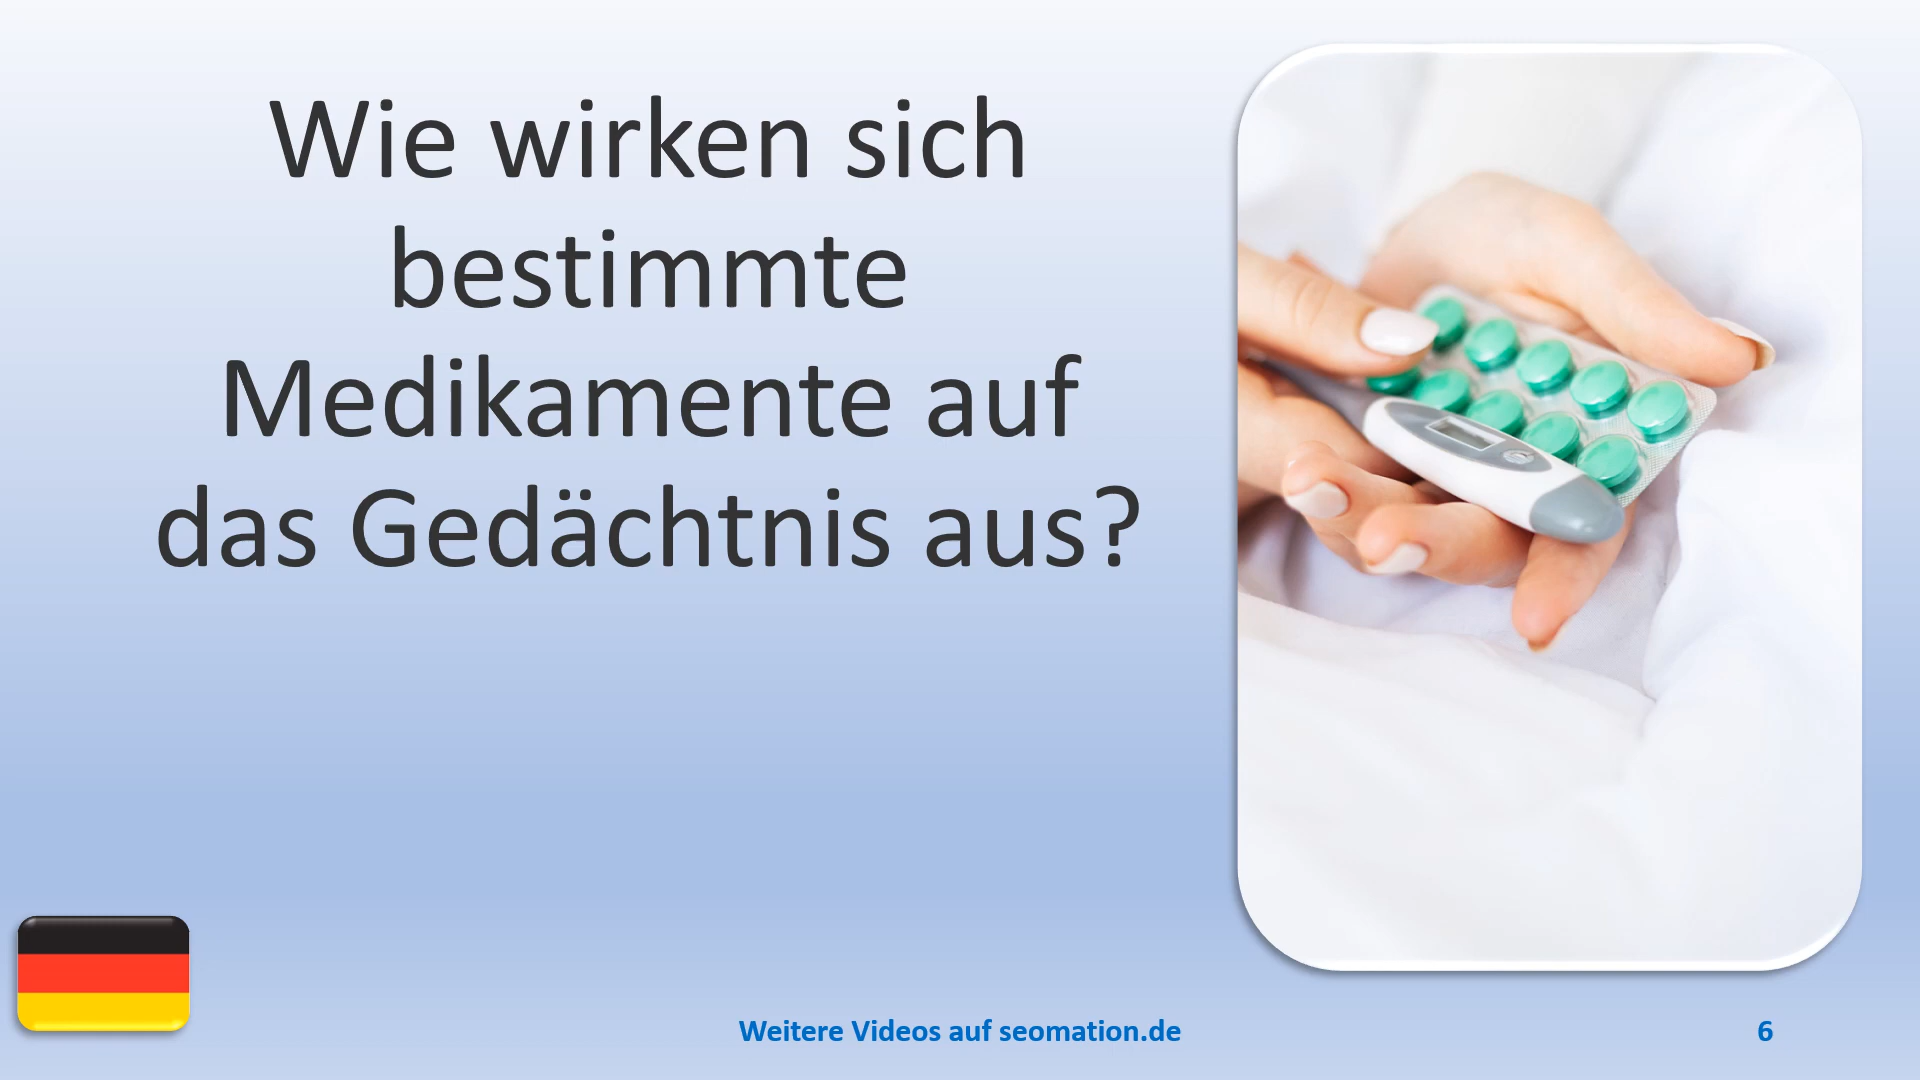 Wie wirken sich
bestimmte
Medikamente auf
das Gedächtnis aus?
Weitere Videos auf seomation.de
6